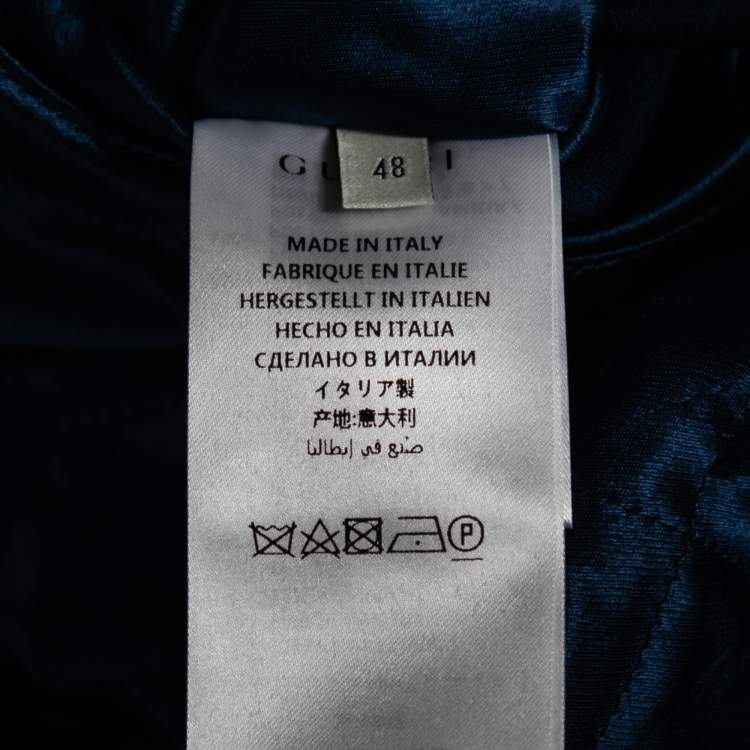 GU I
48
MADE IN ITALY
FABRIQUE EN ITALIE
HERGESTELLT IN ITALIEN
HECHO EN ITALIA
СДЕЛАНО В ИТАЛИИ
イタリア製
产地:意大利
صنع في إيطاليا
P